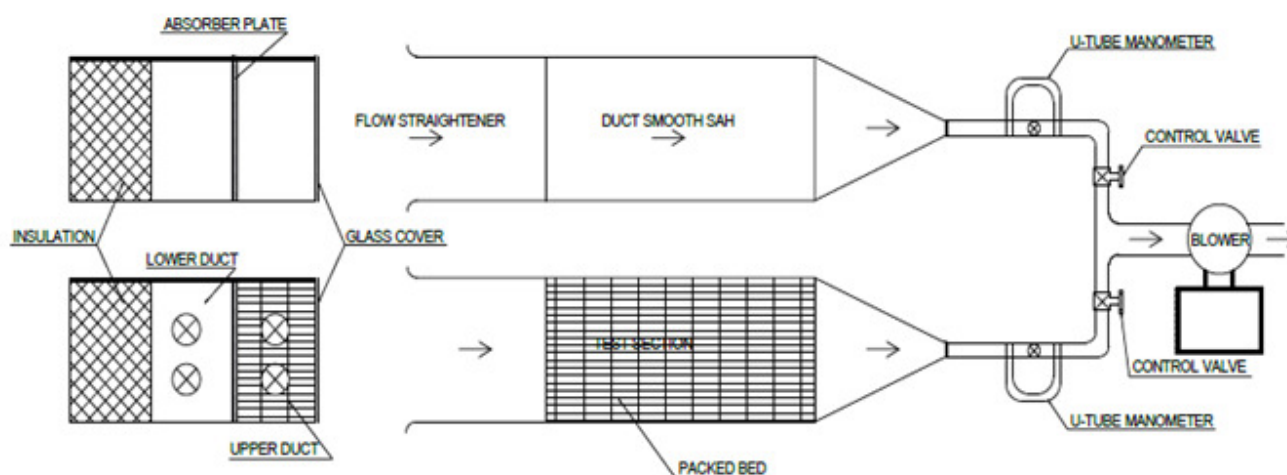 ABSORBER PLATE
U-TUBE MANOMETER
FLOW STRAIGHTENER
DUCT SMOOTH SAH
CONTROL VALVE
INSULATION
GLASS COVER
BLOWER
LOWER DUCT
TEST SECTION
CONTROL VALVE
UPPER DUCT
U-TUBE MANOMETER
PACKED BED